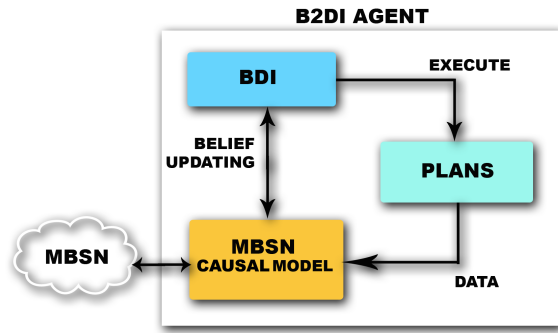 B2DI AGENT
BDI
EXECUTE
BELIEF
UPDATING
PLANS
MBSN
MBSN
CAUSAL MODEL
DATA